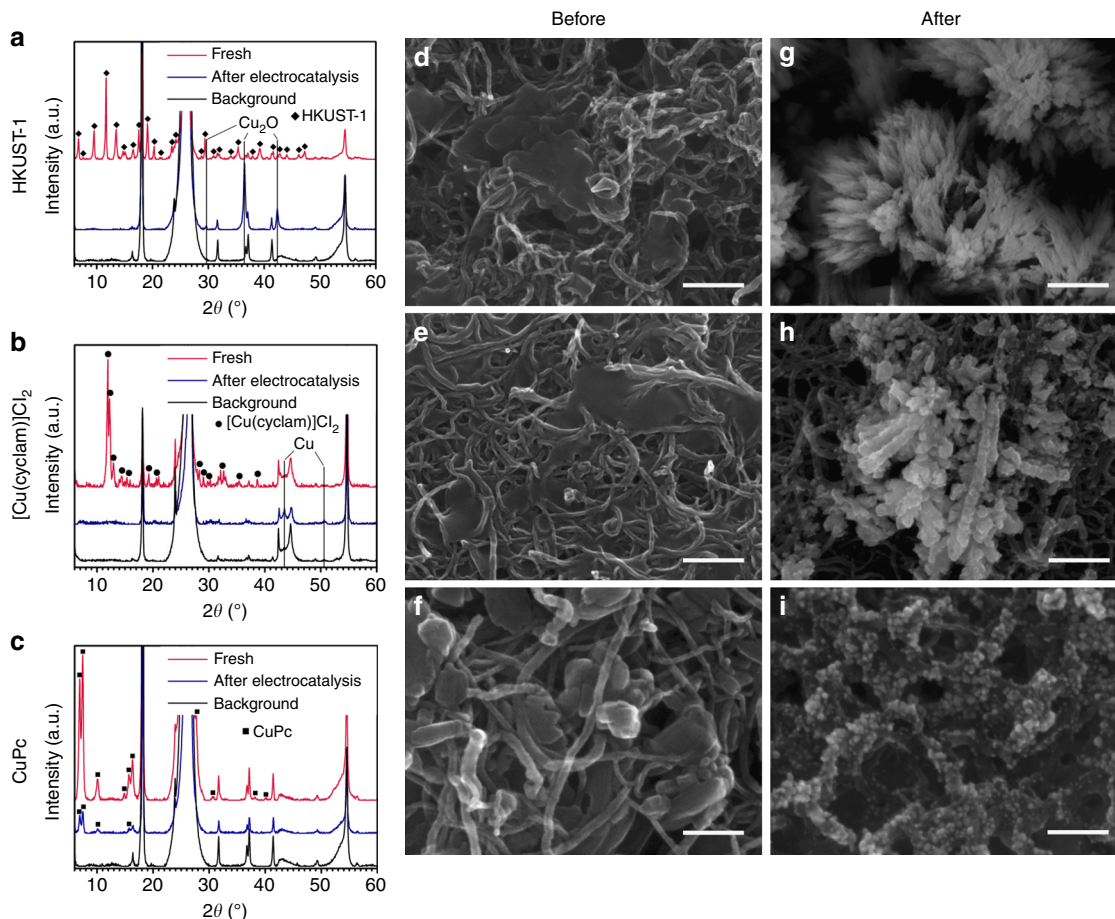 Before
After
a
HKUST-1
Intensity (a.u.)
Fresh
After electrocatalysis
Background
Cu2O
◆ HKUST-1
10 20 30 40 50 60
2θ (°)
b
[Cu(cyclam)]Cl2
Intensity (a.u.)
Fresh
After electrocatalysis
Background
● [Cu(cyclam)]Cl2
Cu
10 20 30 40 50 60
2θ (°)
c
CuPc
Intensity (a.u.)
Fresh
After electrocatalysis
Background
■ CuPc
10 20 30 40 50 60
2θ (°)
d
g
e
h
f
i